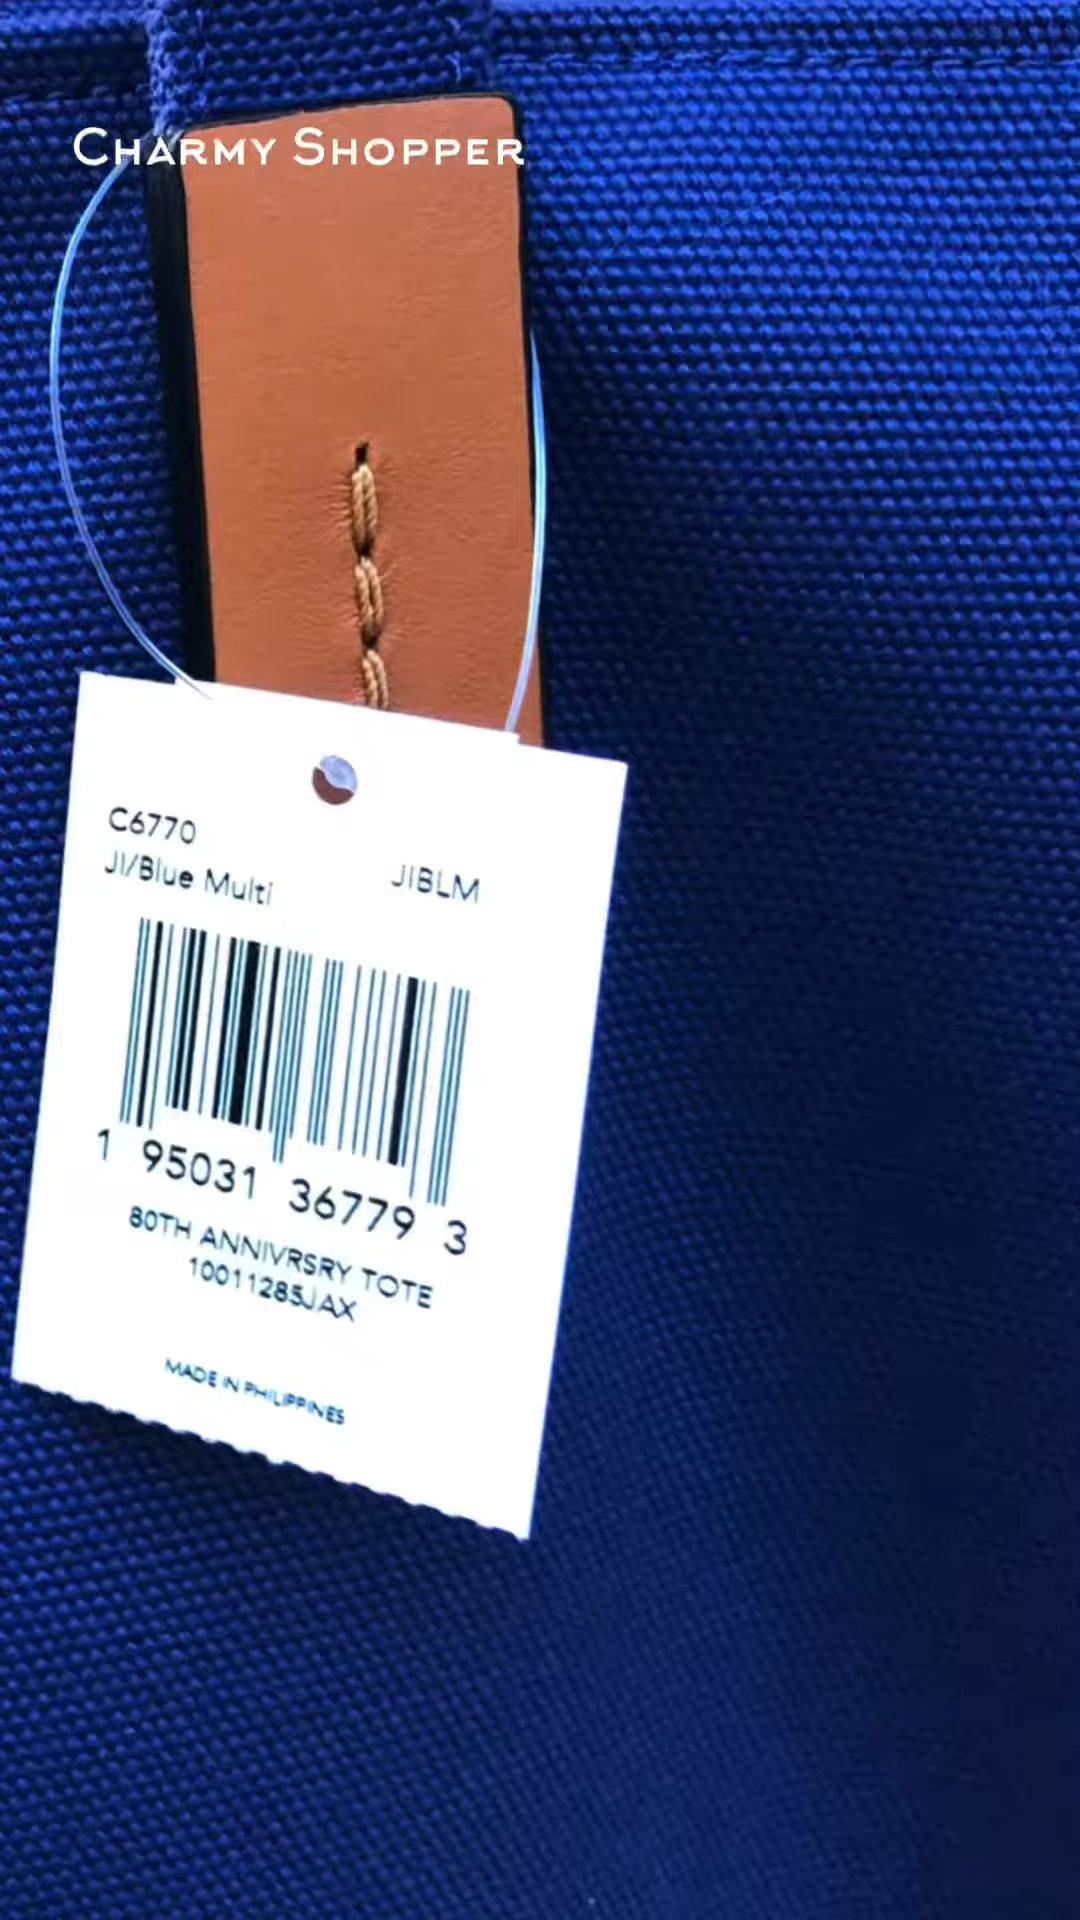 CHARMY SHOPPER
C6770
JI/Blue Multi JIBLM
1 95031 36779 3
80TH ANNIVRSRY TOTE
10011285JAX
MADE IN PHILIPPINES